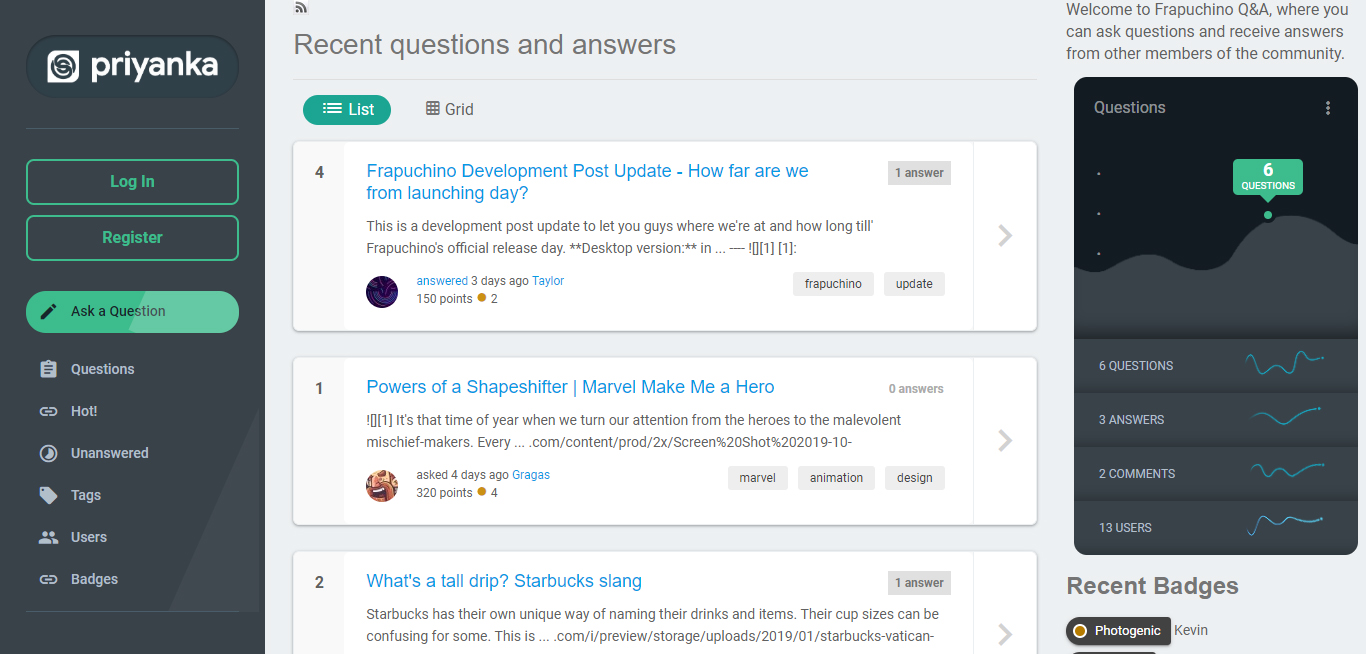 priyanka
Log In
Register
Ask a Question
Questions
Hot!
Unanswered
Tags
Users
Badges
Recent questions and answers
List
Grid
4
Frapuchino Development Post Update - How far are we
from launching day?
1 answer
This is a development post update to let you guys where we're at and how long till'
Frapuchino's official release day. **Desktop version:** in ... ---- ![][1] [1]:
answered 3 days ago Taylor
150 points 2
frapuchino
update
1
Powers of a Shapeshifter | Marvel Make Me a Hero
0 answers
![][1] It's that time of year when we turn our attention from the heroes to the malevolent
mischief-makers. Every ... .com/content/prod/2x/Screen%20Shot%202019-10-
asked 4 days ago Gragas
320 points 4
marvel
animation
design
2
What's a tall drip? Starbucks slang
1 answer
Starbucks has their own unique way of naming their drinks and items. Their cup sizes can be
confusing for some. This is ... .com/i/preview/storage/uploads/2019/01/starbucks-vatican-
Welcome to Frapuchino Q&A, where you
can ask questions and receive answers
from other members of the community.
Questions
6
QUESTIONS
6 QUESTIONS
3 ANSWERS
2 COMMENTS
13 USERS
Recent Badges
Photogenic Kevin